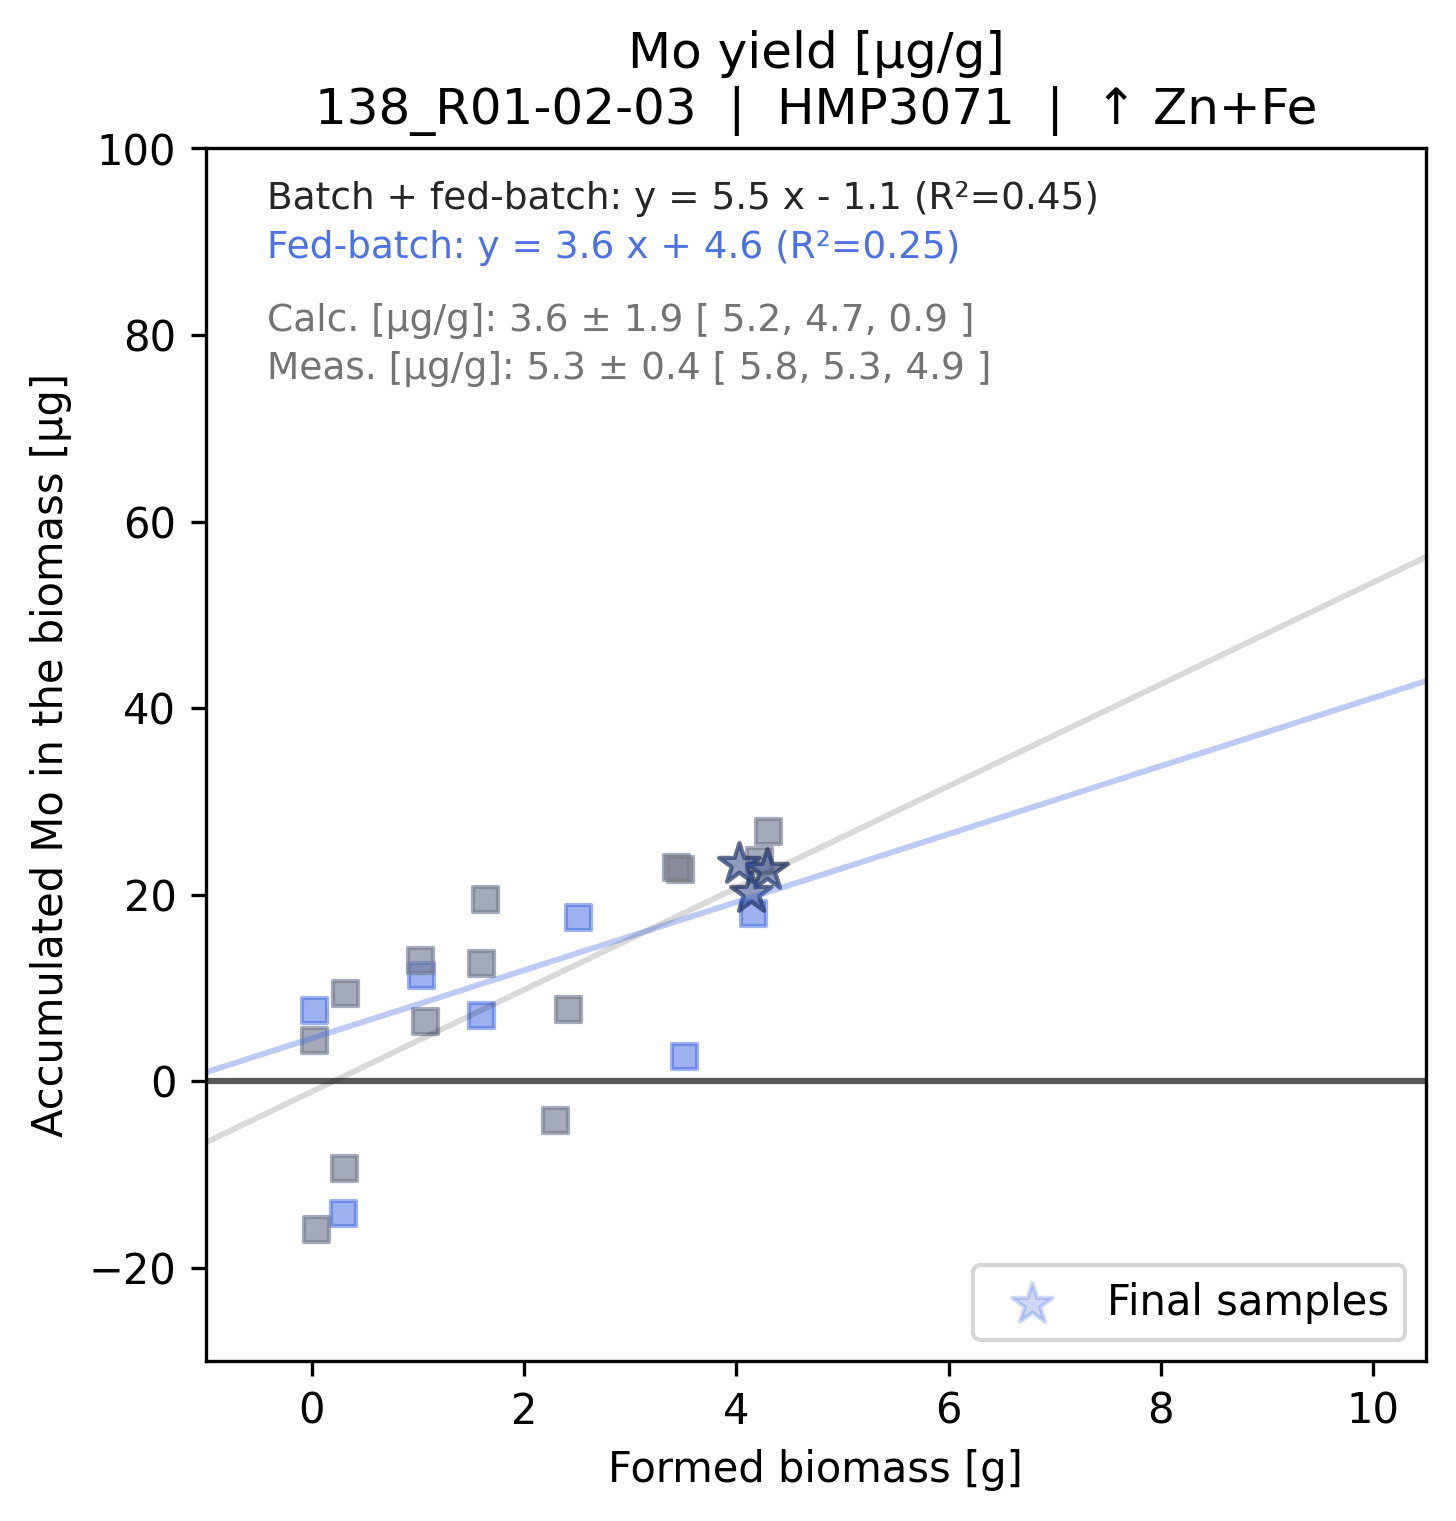 Mo yield [µg/g]
138_R01-02-03 | HMP3071 | ↑ Zn+Fe
Batch + fed-batch: y = 5.5 x - 1.1 (R²=0.45)
Fed-batch: y = 3.6 x + 4.6 (R²=0.25)
Calc. [µg/g]: 3.6 ± 1.9 [ 5.2, 4.7, 0.9 ]
Meas. [µg/g]: 5.3 ± 0.4 [ 5.8, 5.3, 4.9 ]
Accumulated Mo in the biomass [µg]
100
80
60
40
20
0
−20
Final samples
0 2 4 6 8 10
Formed biomass [g]